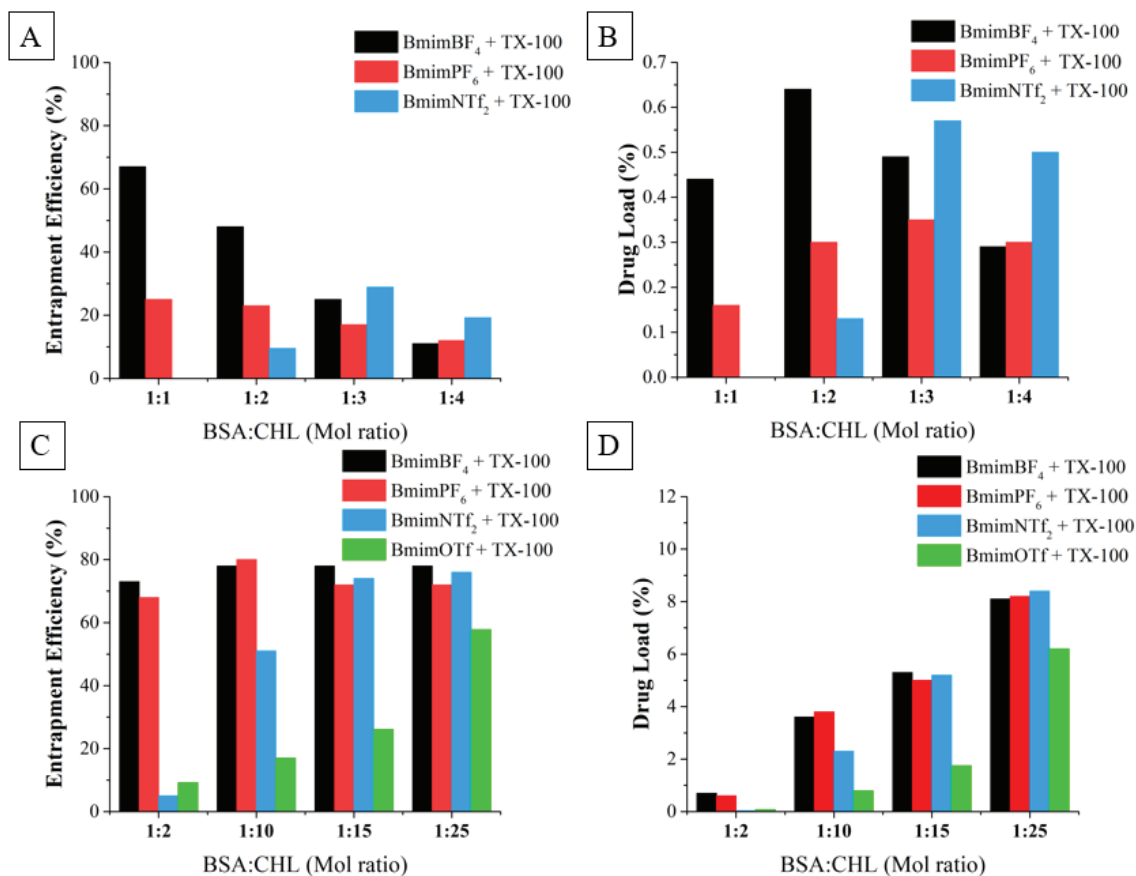 A
BmimBF₄ + TX-100
BmimPF₆ + TX-100
BmimNTf₂ + TX-100
Entrapment Efficiency (%)
100
80
60
40
20
0
1:1 1:2 1:3 1:4
BSA:CHL (Mol ratio)
B
BmimBF₄ + TX-100
BmimPF₆ + TX-100
BmimNTf₂ + TX-100
Drug Load (%)
0.7
0.6
0.5
0.4
0.3
0.2
0.1
0.0
1:1 1:2 1:3 1:4
BSA:CHL (Mol ratio)
C
BmimBF₄ + TX-100
BmimPF₆ + TX-100
BmimNTf₂ + TX-100
BmimOTf + TX-100
Entrapment Efficiency (%)
100
80
60
40
20
0
1:2 1:10 1:15 1:25
BSA:CHL (Mol ratio)
D
BmimBF₄ + TX-100
BmimPF₆ + TX-100
BmimNTf₂ + TX-100
BmimOTf + TX-100
Drug Load (%)
12
10
8
6
4
2
0
1:2 1:10 1:15 1:25
BSA:CHL (Mol ratio)